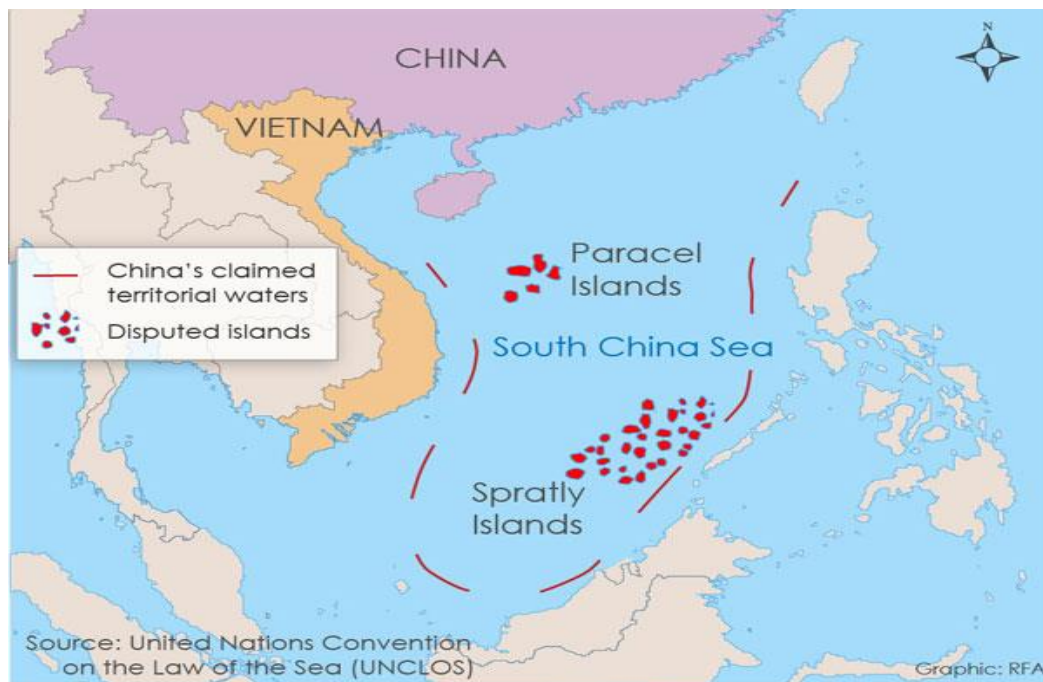 N
CHINA
VIETNAM
China's claimed
territorial waters
Disputed islands
Paracel
Islands
South China Sea
Spratly
Islands
Source: United Nations Convention
on the Law of the Sea (UNCLOS)
Graphic: RFA